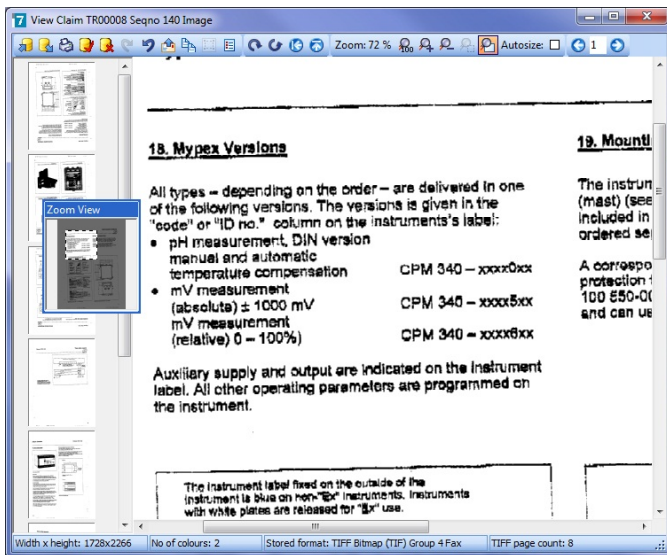 View Claim TR00008 Seqno 140 Image
Zoom: 72 %
100
Autosize:
1
Zoom View
18. Mypex Versions
All types – depending on the order – are delivered in one
of the following versions. The versions is given in the
"code" or "ID no." column on the instruments's label:
• pH measurement, DIN version
manual and automatic
temperature compensation CPM 340 – xxxx0xx
• mV measurement
(absolute) ± 1000 mV CPM 340 – xxxx5xx
mV measurement
(relative) 0 – 100%) CPM 340 – xxxx6xx
Auxiliary supply and output are indicated on the instrument
label. All other operating parameters are programmed on
the instrument.
The instrument label fixed on the outside of the
instrument is blue on non-"Ex" instruments. Instruments
with white plates are released for "Ex" use.
19. Mounti
The instrum
(mast) (see
included in
ordered se
A correspo
protection f
100 650-00
and can us
Width x height: 1728x2266
No of colours: 2
Stored format: TIFF Bitmap (TIF) Group 4 Fax
TIFF page count: 8